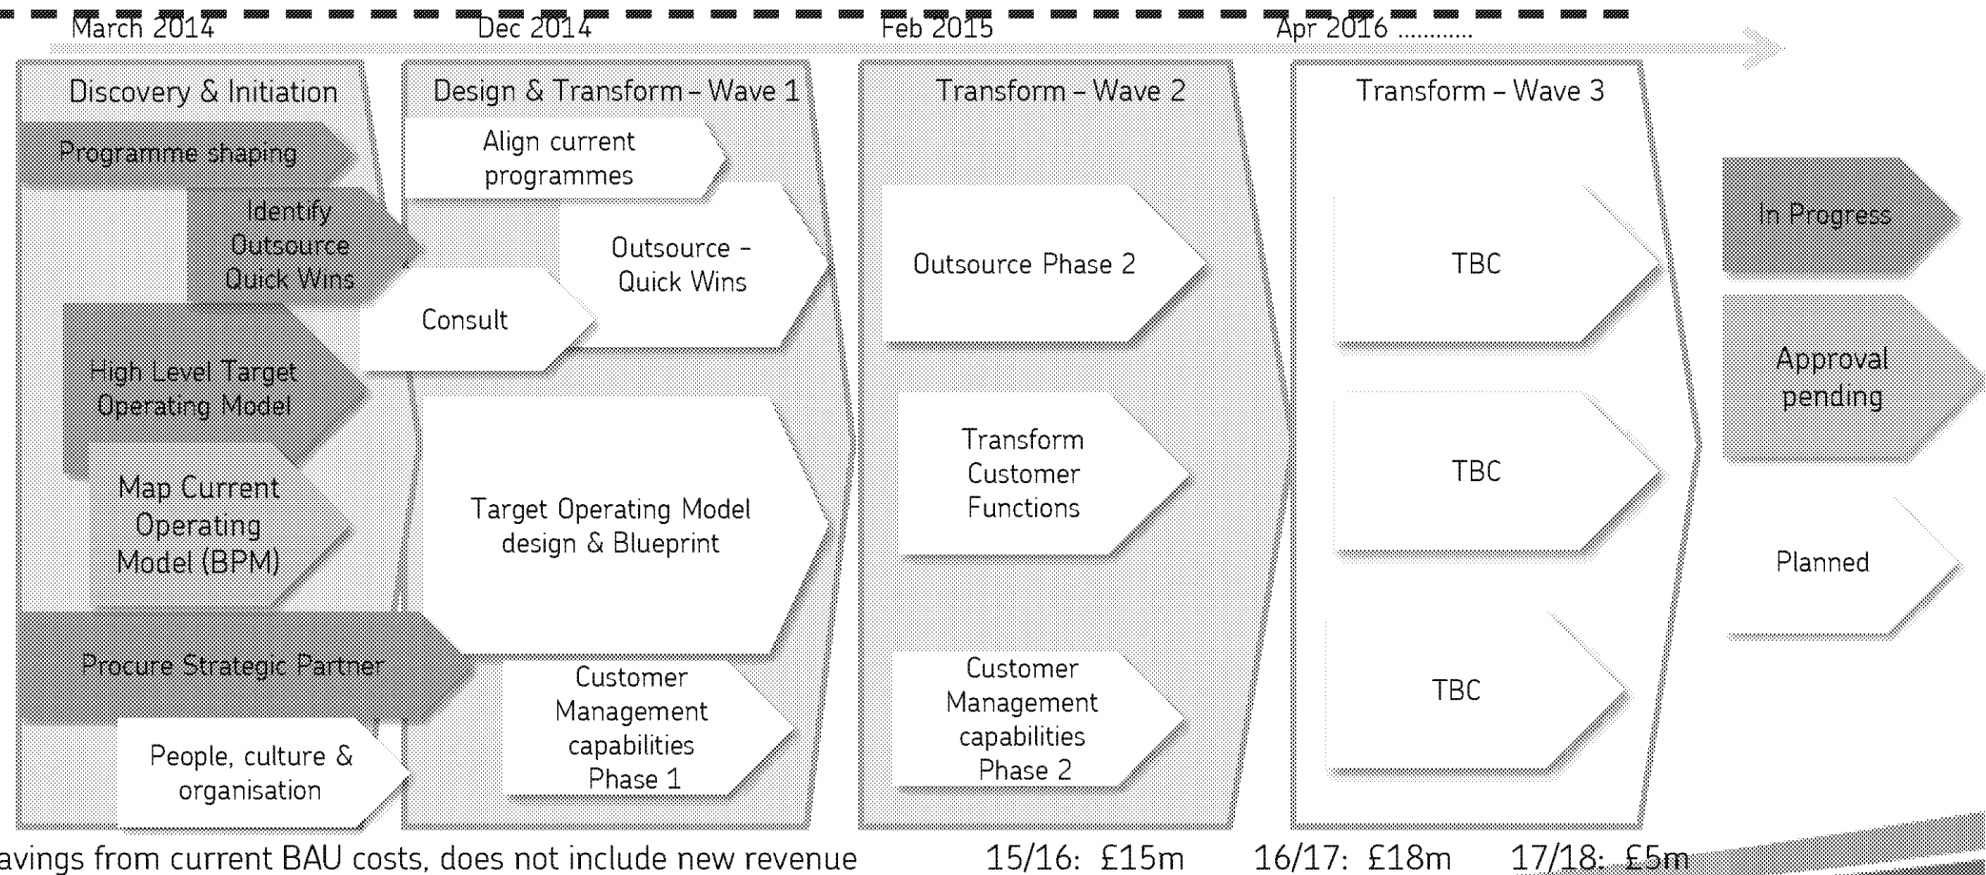 March 2014
Dec 2014
Feb 2015
Apr 2016 ............
Discovery & Initiation
Programme shaping
Identify
Outsource
Quick Wins
High Level Target
Operating Model
Map Current
Operating
Model (BPM)
Procure Strategic Partner
People, culture &
organisation
Design & Transform – Wave 1
Align current
programmes
Outsource –
Quick Wins
Consult
Target Operating Model
design & Blueprint
Customer
Management
capabilities
Phase 1
Transform – Wave 2
Outsource Phase 2
Transform
Customer
Functions
Customer
Management
capabilities
Phase 2
Transform – Wave 3
TBC
TBC
TBC
In Progress
Approval
pending
Planned
avings from current BAU costs, does not include new revenue
15/16: £15m
16/17: £18m
17/18: £5m